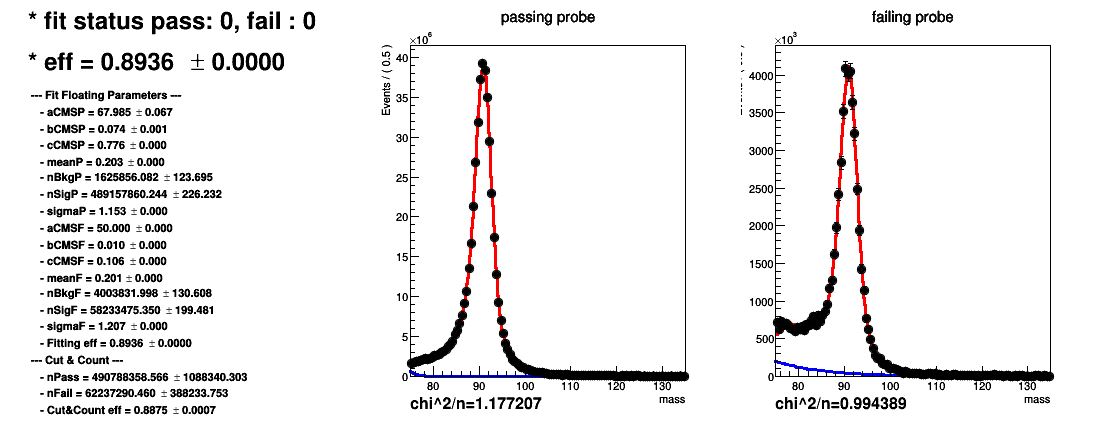 * fit status pass: 0, fail : 0
* eff = 0.8936 ± 0.0000
--- Fit Floating Parameters ---
- aCMSP = 67.985 ± 0.067
- bCMSP = 0.074 ± 0.001
- cCMSP = 0.776 ± 0.000
- meanP = 0.203 ± 0.000
- nBkgP = 1625856.082 ± 123.695
- nSigP = 489157860.244 ± 226.232
- sigmaP = 1.153 ± 0.000
- aCMSF = 50.000 ± 0.000
- bCMSF = 0.010 ± 0.000
- cCMSF = 0.106 ± 0.000
- meanF = 0.201 ± 0.000
- nBkgF = 4003831.998 ± 130.608
- nSigF = 58233475.350 ± 199.481
- sigmaF = 1.207 ± 0.000
- Fitting eff = 0.8936 ± 0.0000
--- Cut & Count ---
- nPass = 490788358.566 ± 1088340.303
- nFail = 62237290.460 ± 388233.753
- Cut&Count eff = 0.8875 ± 0.0007
passing probe
×10^6
Events / ( 0.5 )
40
35
30
25
20
15
10
5
0
80 90 100 110 120 130
mass
chi^2/n=1.177207
failing probe
×10^3
4000
3500
3000
2500
2000
1500
1000
500
0
80 90 100 110 120 130
mass
chi^2/n=0.994389